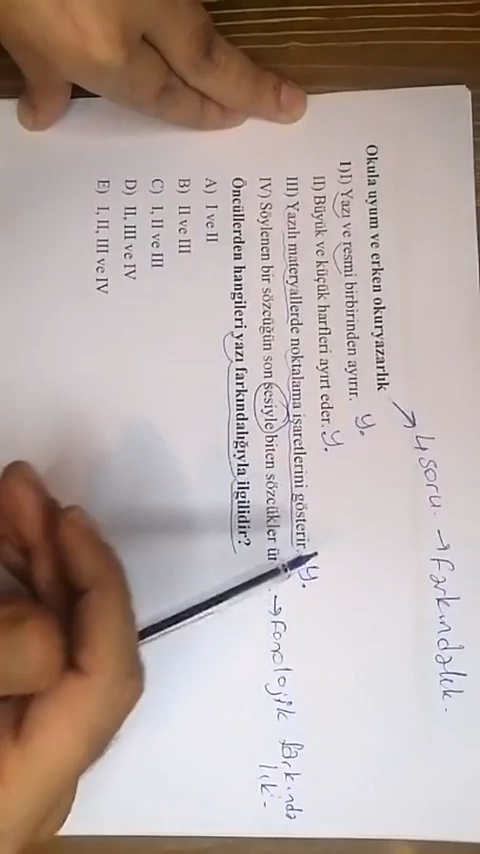 → 4 soru. → Farkındalık.
Okula uyum ve erken okuryazarlık
1)I) Yazı ve resmi birbirinden ayırır. y.
II) Büyük ve küçük harfleri ayırt eder. y.
III) Yazılı materyallerde noktalama işaretlerini gösterir. y.
IV) Söylenen bir sözcüğün son sesiyle biten sözcükler → Fonolojik farkında
lık.
Öncüllerden hangileri yazı farkındalığıyla ilgilidir?
A) I ve II
B) II ve III
C) I, II ve III
D) II, III ve IV
E) I, II, III ve IV